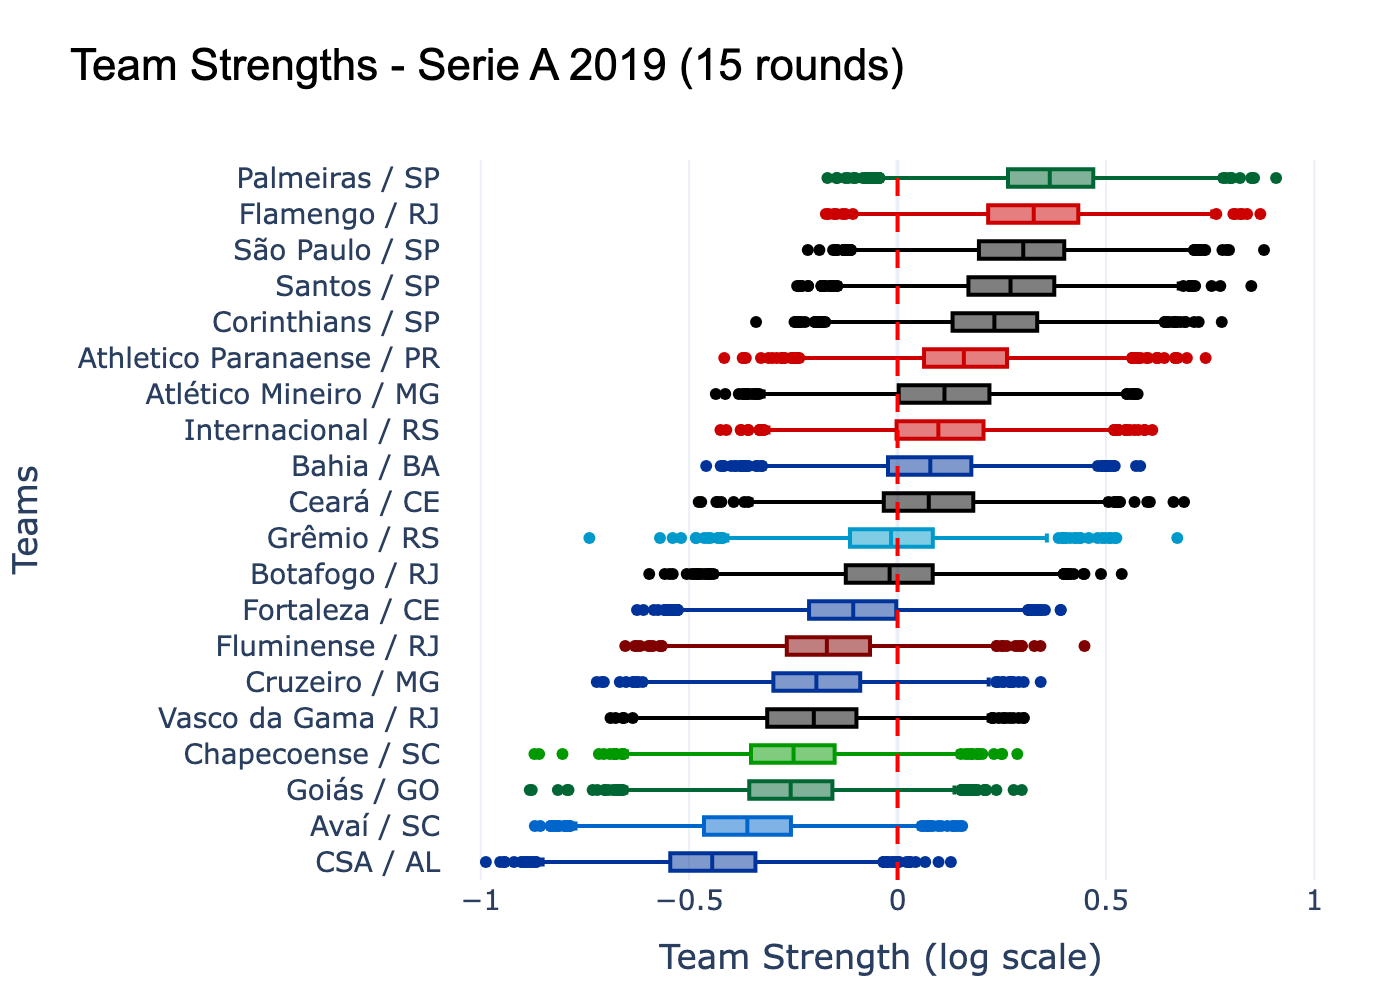 Team Strengths - Serie A 2019 (15 rounds)
Palmeiras / SP
Flamengo / RJ
São Paulo / SP
Santos / SP
Corinthians / SP
Athletico Paranaense / PR
Atlético Mineiro / MG
Internacional / RS
Bahia / BA
Ceará / CE
Grêmio / RS
Botafogo / RJ
Fortaleza / CE
Fluminense / RJ
Cruzeiro / MG
Vasco da Gama / RJ
Chapecoense / SC
Goiás / GO
Avaí / SC
CSA / AL
Teams
−1 −0.5 0 0.5 1
Team Strength (log scale)